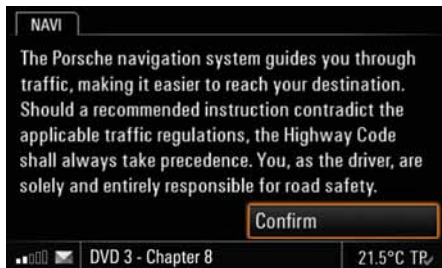 NAVI
The Porsche navigation system guides you through
traffic, making it easier to reach your destination.
Should a recommended instruction contradict the
applicable traffic regulations, the Highway Code
shall always take precedence. You, as the driver, are
solely and entirely responsible for road safety.
Confirm
DVD 3 - Chapter 8
21.5°C TP